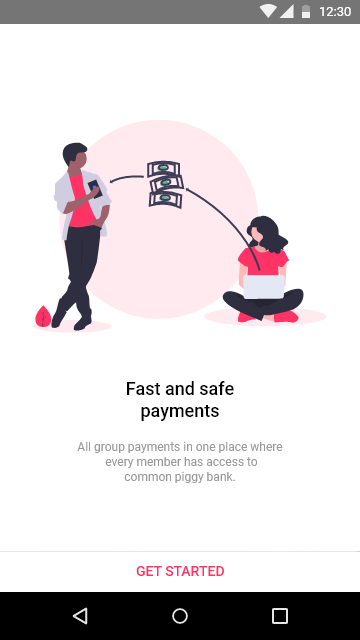 12:30
Fast and safe
payments
All group payments in one place where
every member has access to
common piggy bank.
GET STARTED